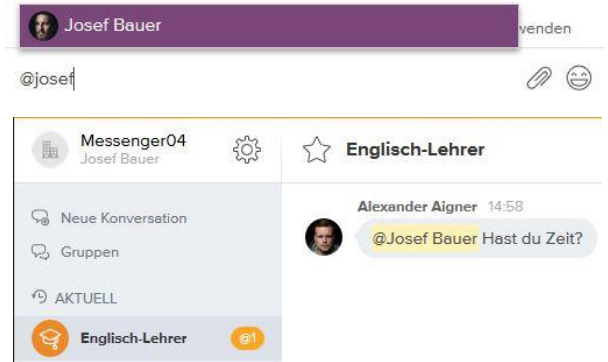 Josef Bauer
wenden
@josef
Messenger04
Josef Bauer
Englisch-Lehrer
Neue Konversation
Gruppen
Alexander Aigner 14:58
@Josef Bauer Hast du Zeit?
AKTUELL
Englisch-Lehrer @1